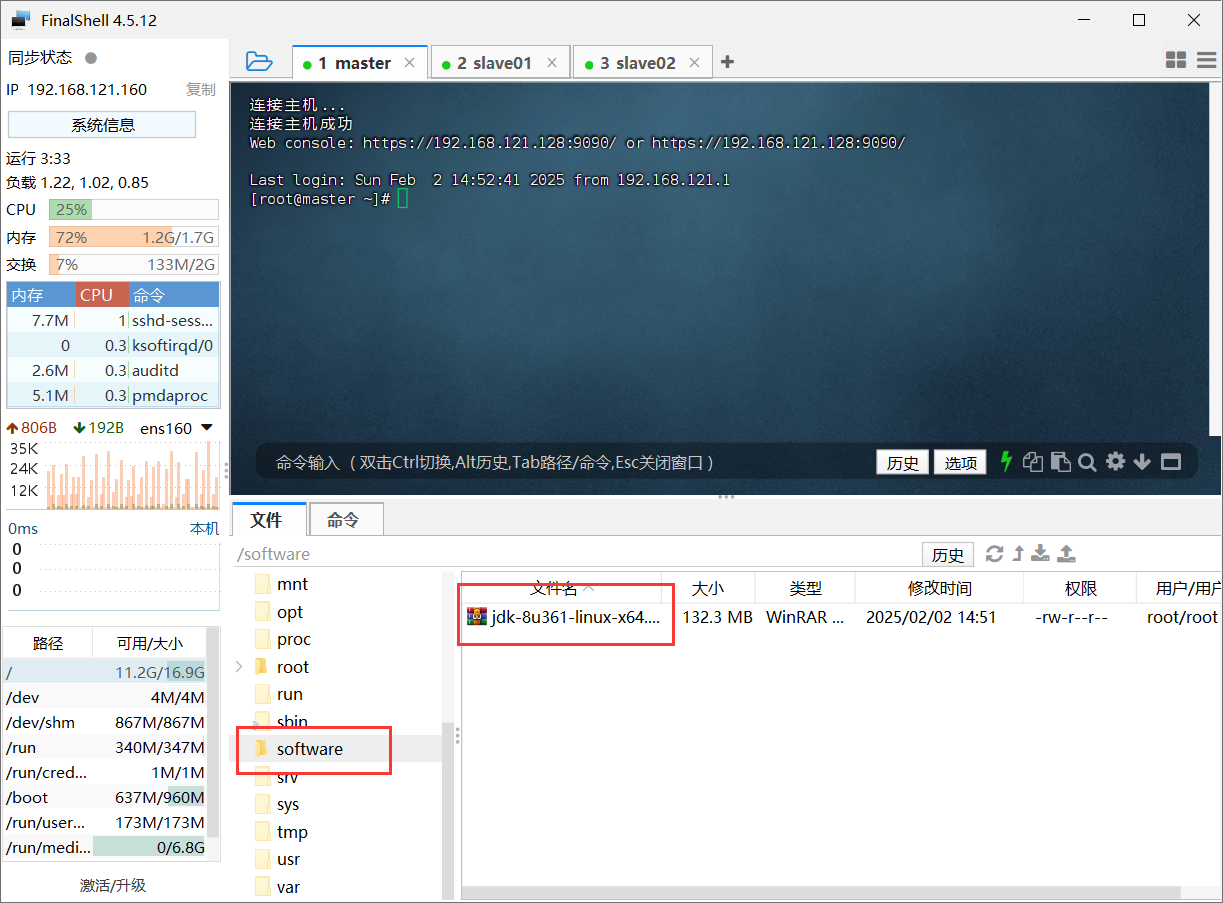 FinalShell 4.5.12
同步状态
IP 192.168.121.160 复制
系统信息
运行 3:33
负载 1.22, 1.02, 0.85
CPU 25%
内存 72% 1.2G/1.7G
交换 7% 133M/2G
内存 CPU 命令
7.7M 1 sshd-sess...
0 0.3 ksoftirqd/0
2.6M 0.3 auditd
5.1M 0.3 pmdaproc
806B 192B ens160
35K
24K
12K
0ms 本机
0
0
0
路径 可用/大小
/ 11.2G/16.9G
/dev 4M/4M
/dev/shm 867M/867M
/run 340M/347M
/run/cred... 1M/1M
/boot 637M/960M
/run/user... 173M/173M
/run/medi... 0/6.8G
激活/升级
1 master
2 slave01
3 slave02
连接主机...
连接主机成功
Web console: https://192.168.121.128:9090/ or https://192.168.121.128:9090/
Last login: Sun Feb  2 14:52:41 2025 from 192.168.121.1
[root@master ~]#
命令输入 （双击Ctrl切换,Alt历史,Tab路径/命令,Esc关闭窗口） 历史 选项
文件 命令
/software 历史
mnt
opt
proc
root
run
sbin
software
srv
sys
tmp
usr
var
文件名 大小 类型 修改时间 权限 用户/用户
jdk-8u361-linux-x64.... 132.3 MB WinRAR ... 2025/02/02 14:51 -rw-r--r-- root/root